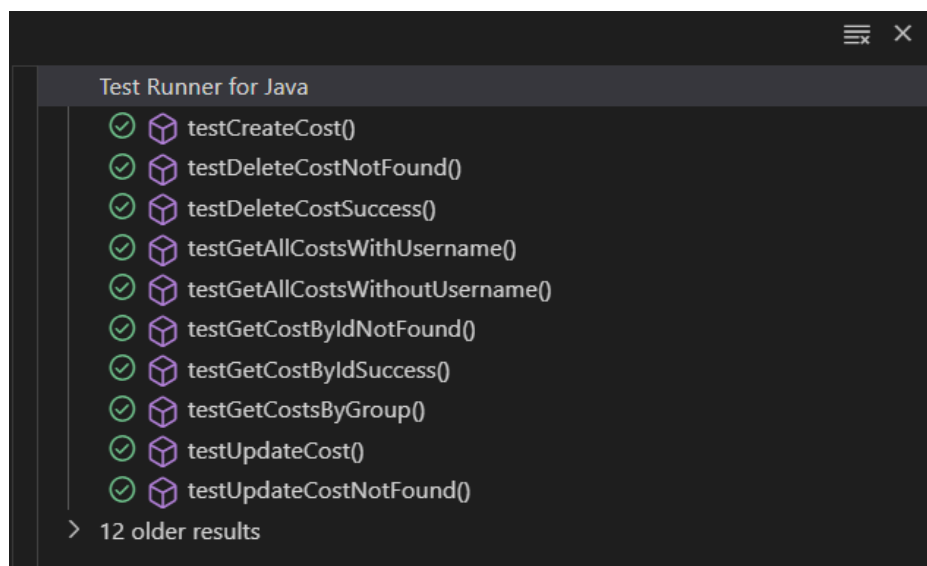 Test Runner for Java
testCreateCost()
testDeleteCostNotFound()
testDeleteCostSuccess()
testGetAllCostsWithUsername()
testGetAllCostsWithoutUsername()
testGetCostByIdNotFound()
testGetCostByIdSuccess()
testGetCostsByGroup()
testUpdateCost()
testUpdateCostNotFound()
12 older results